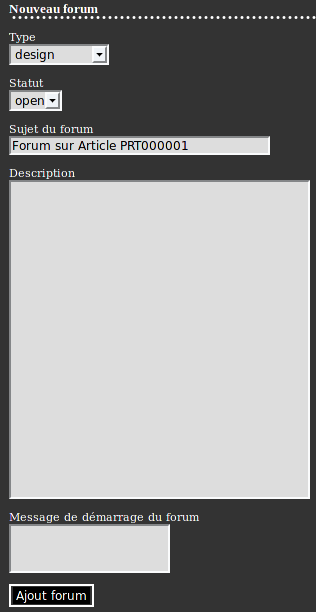 Nouveau forum
Type
design
Statut
open
Sujet du forum
Forum sur Article PRT000001
Description
Message de démarrage du forum
Ajout forum